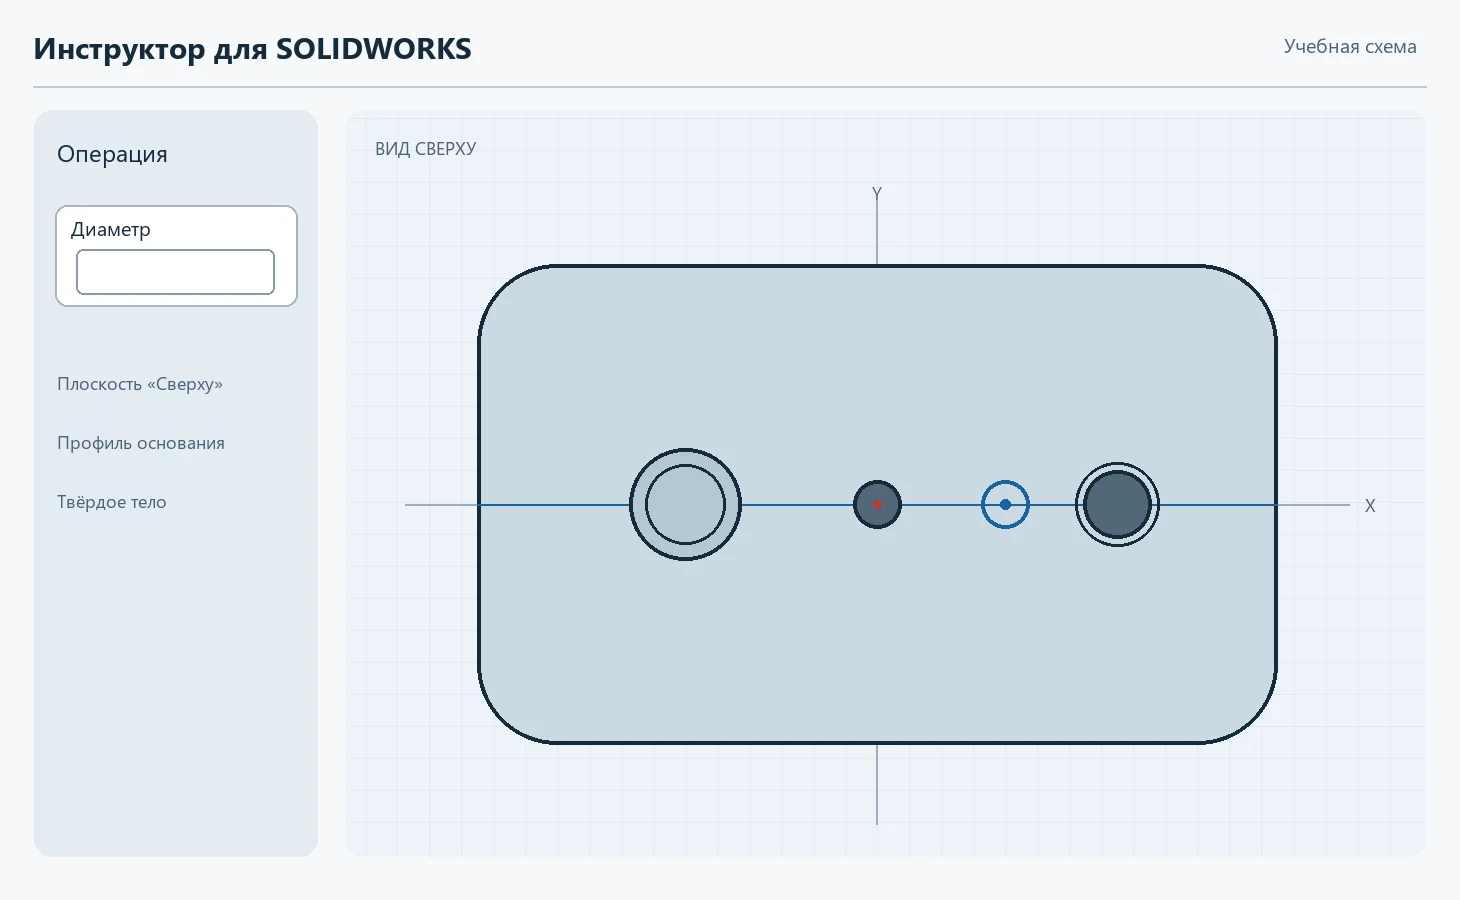 Инструктор для SOLIDWORKS
Учебная схема
Операция
Диаметр
Плоскость «Сверху»
Профиль основания
Твёрдое тело
ВИД СВЕРХУ
Y
X